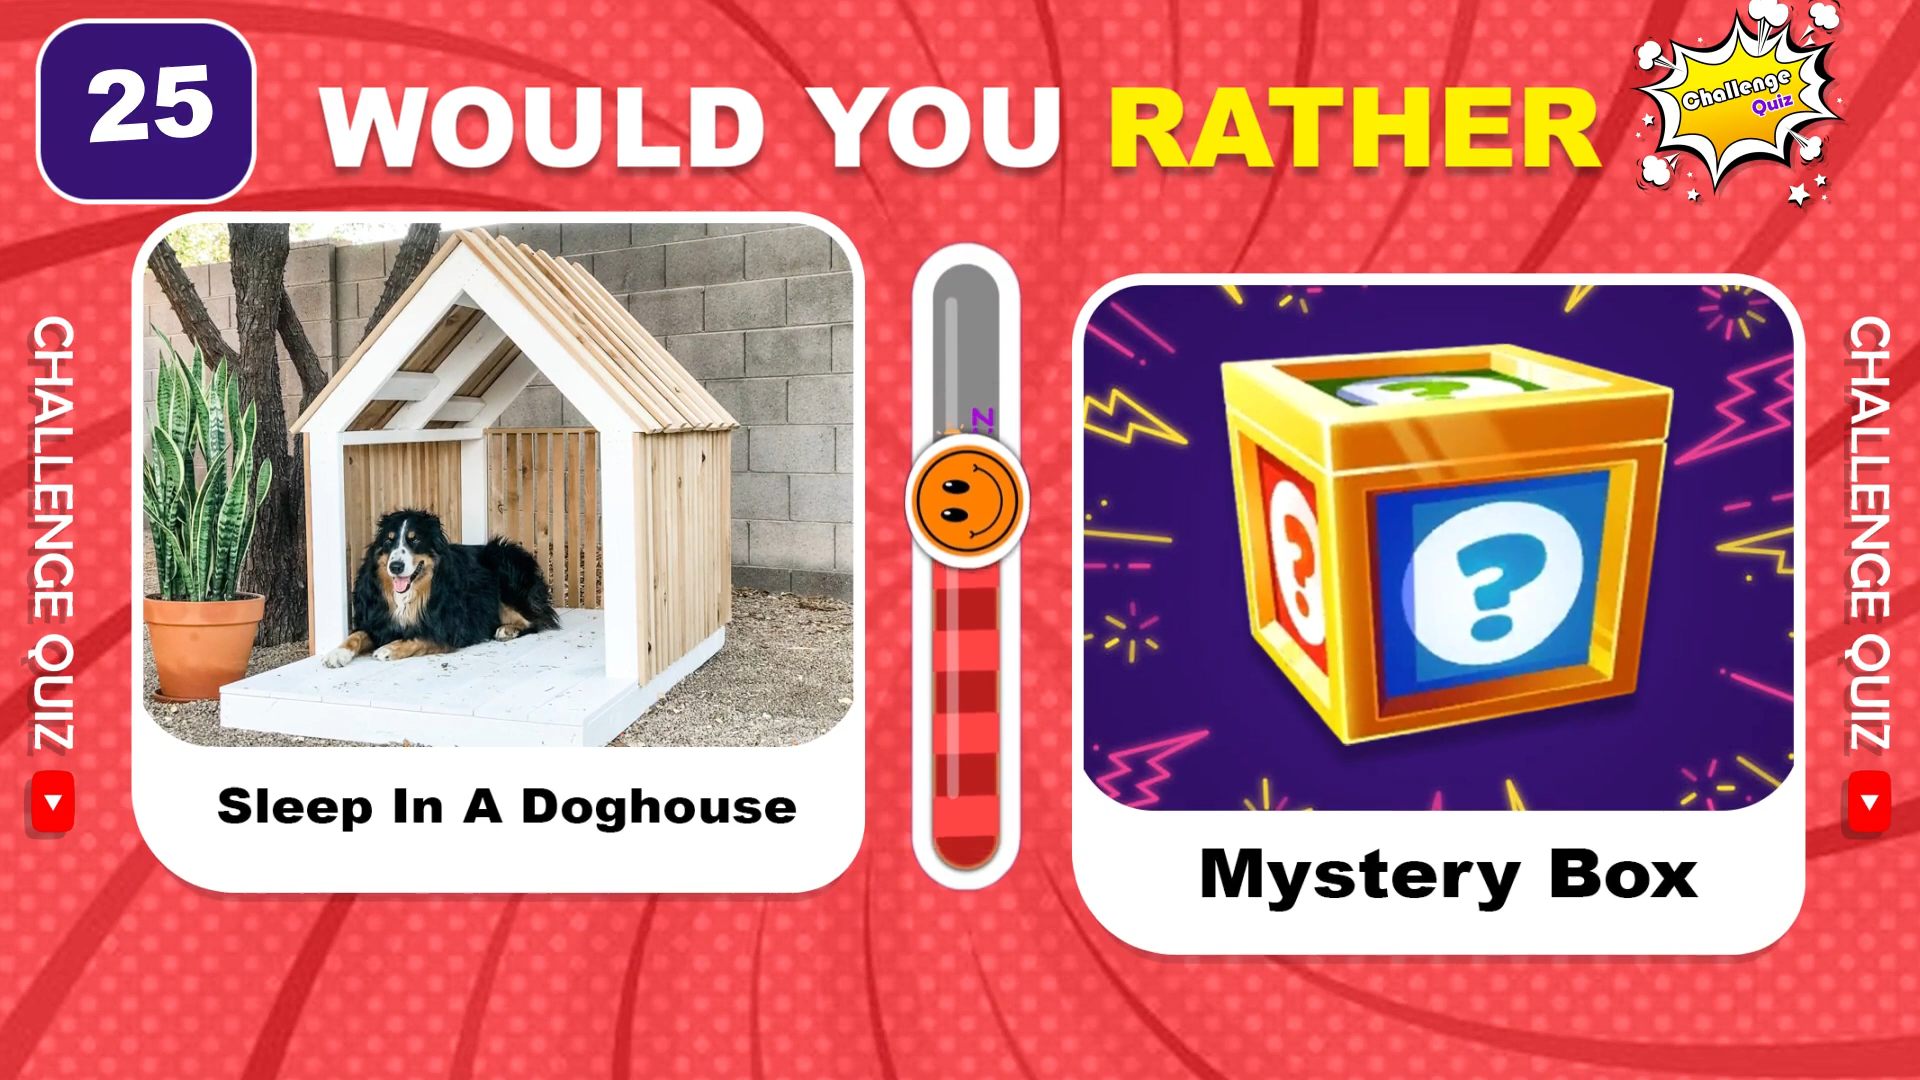 25
WOULD YOU RATHER
Challenge
Quiz
CHALLENGE QUIZ
Sleep In A Doghouse
?
?
Mystery Box
CHALLENGE QUIZ